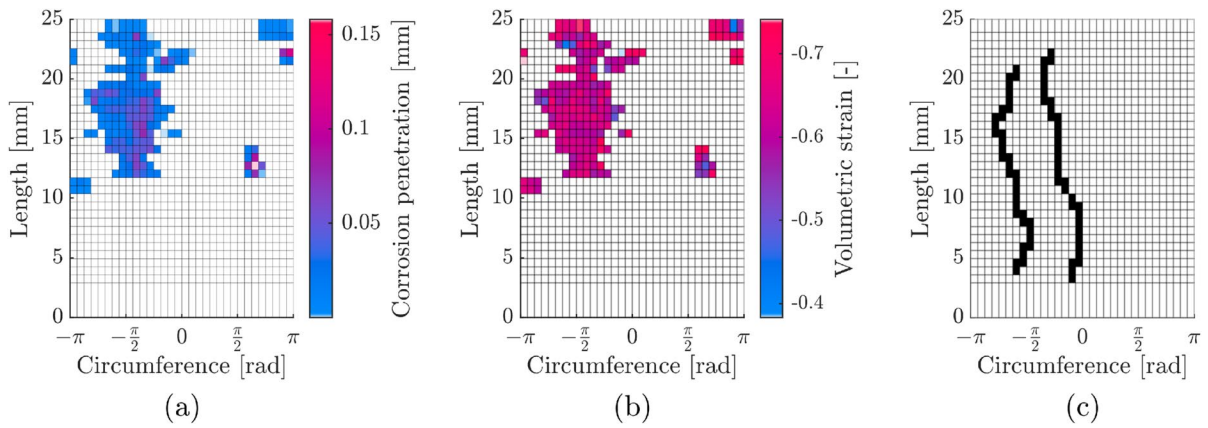 25
20
15
10
5
0
Length [mm]
−π
−π/2
0
π/2
π
Circumference [rad]
0.15
0.1
0.05
Corrosion penetration [mm]
(a)
25
20
15
10
5
0
Length [mm]
−π
−π/2
0
π/2
π
Circumference [rad]
-0.7
-0.6
-0.5
-0.4
Volumetric strain [-]
(b)
25
20
15
10
5
0
Length [mm]
−π
−π/2
0
π/2
π
Circumference [rad]
(c)